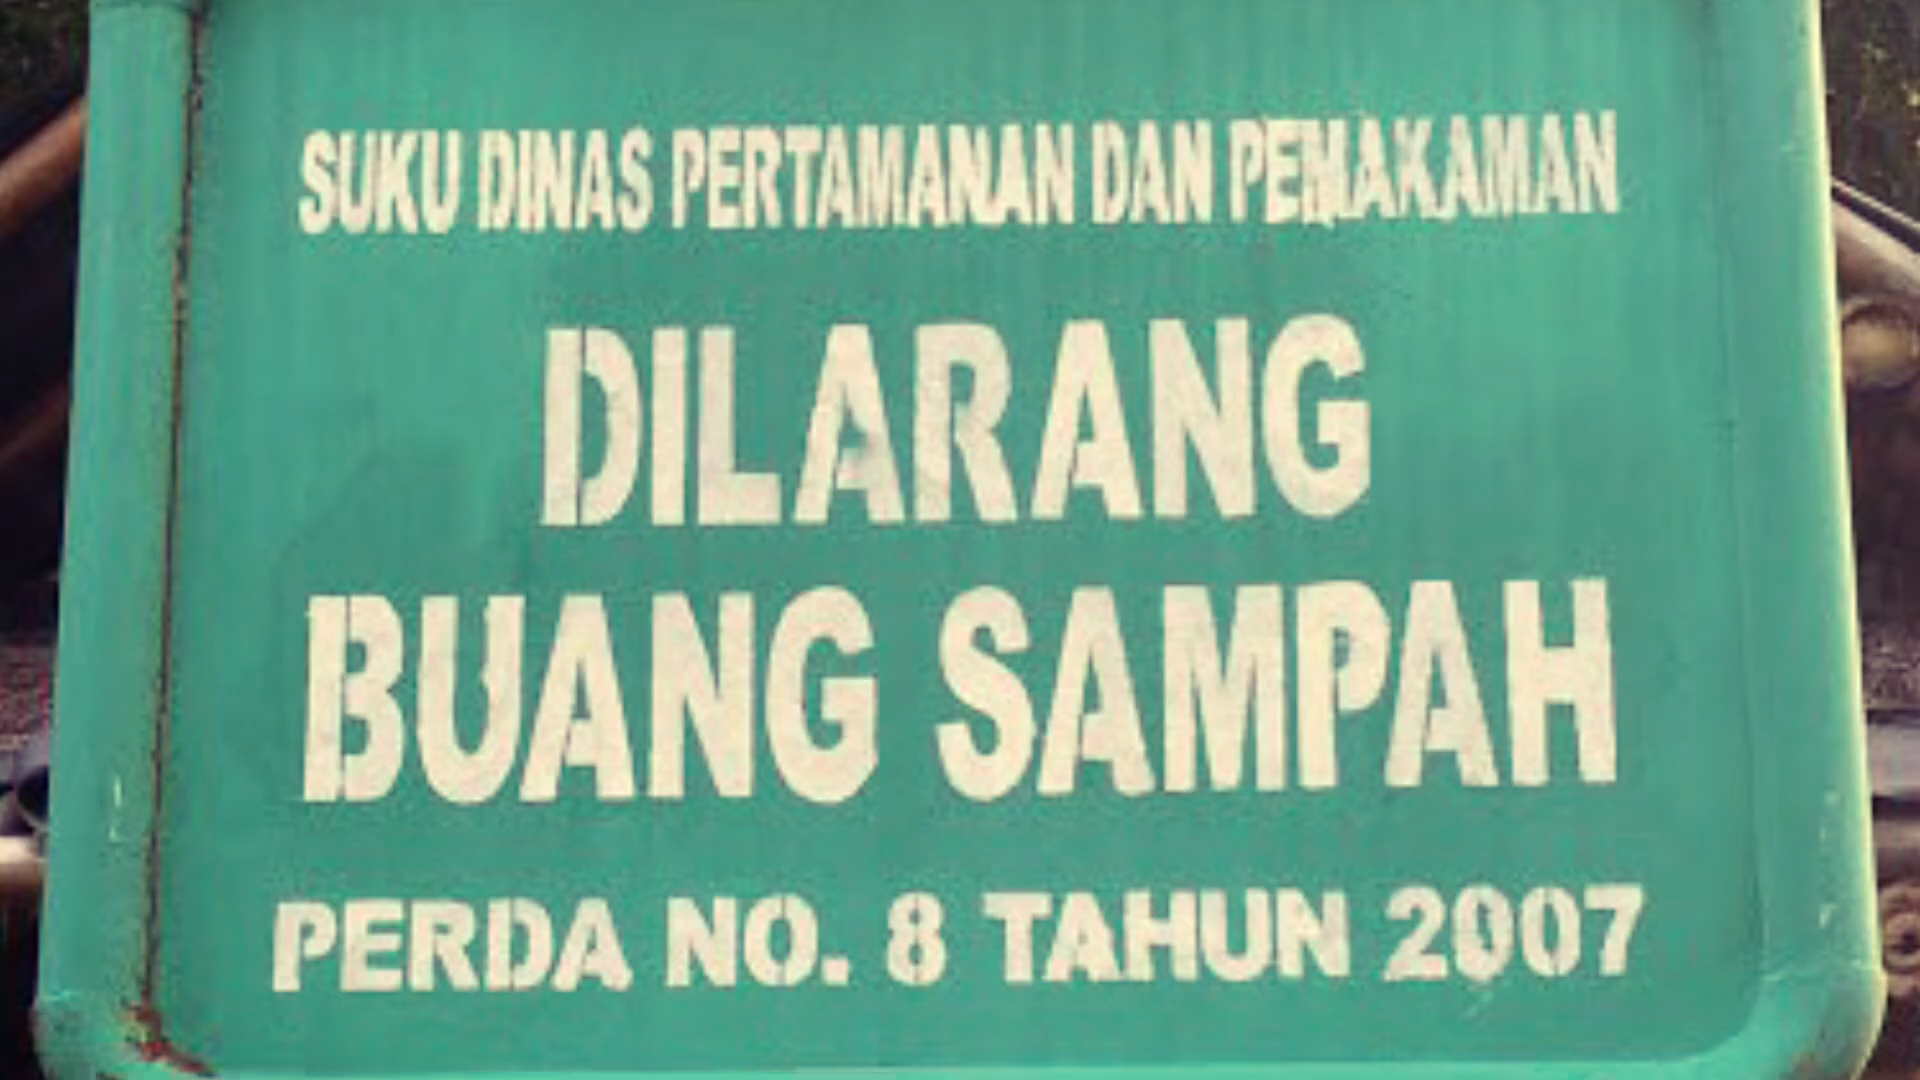 SUKU DINAS PERTAMANAN DAN PEMAKAMAN
DILARANG
BUANG SAMPAH
PERDA NO. 8 TAHUN 2007